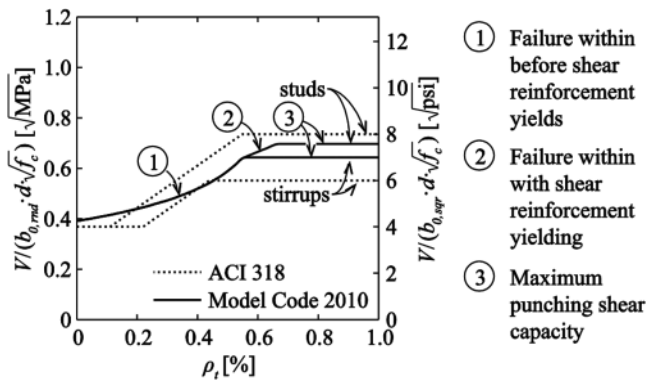 V/(b0,rnd·d√fc) [√MPa]
1.2
1.0
0.8
0.6
0.4
0.2
0
0
0.2
0.4
0.6
0.8
1.0
ρt [%]
12
10
8
6
4
2
0
V/(b0,sqr·d√fc) [√psi]
studs
stirrups
1
2
3
ACI 318
Model Code 2010
1 Failure within
before shear
reinforcement
yields
2 Failure within
with shear
reinforcement
yielding
3 Maximum
punching shear
capacity